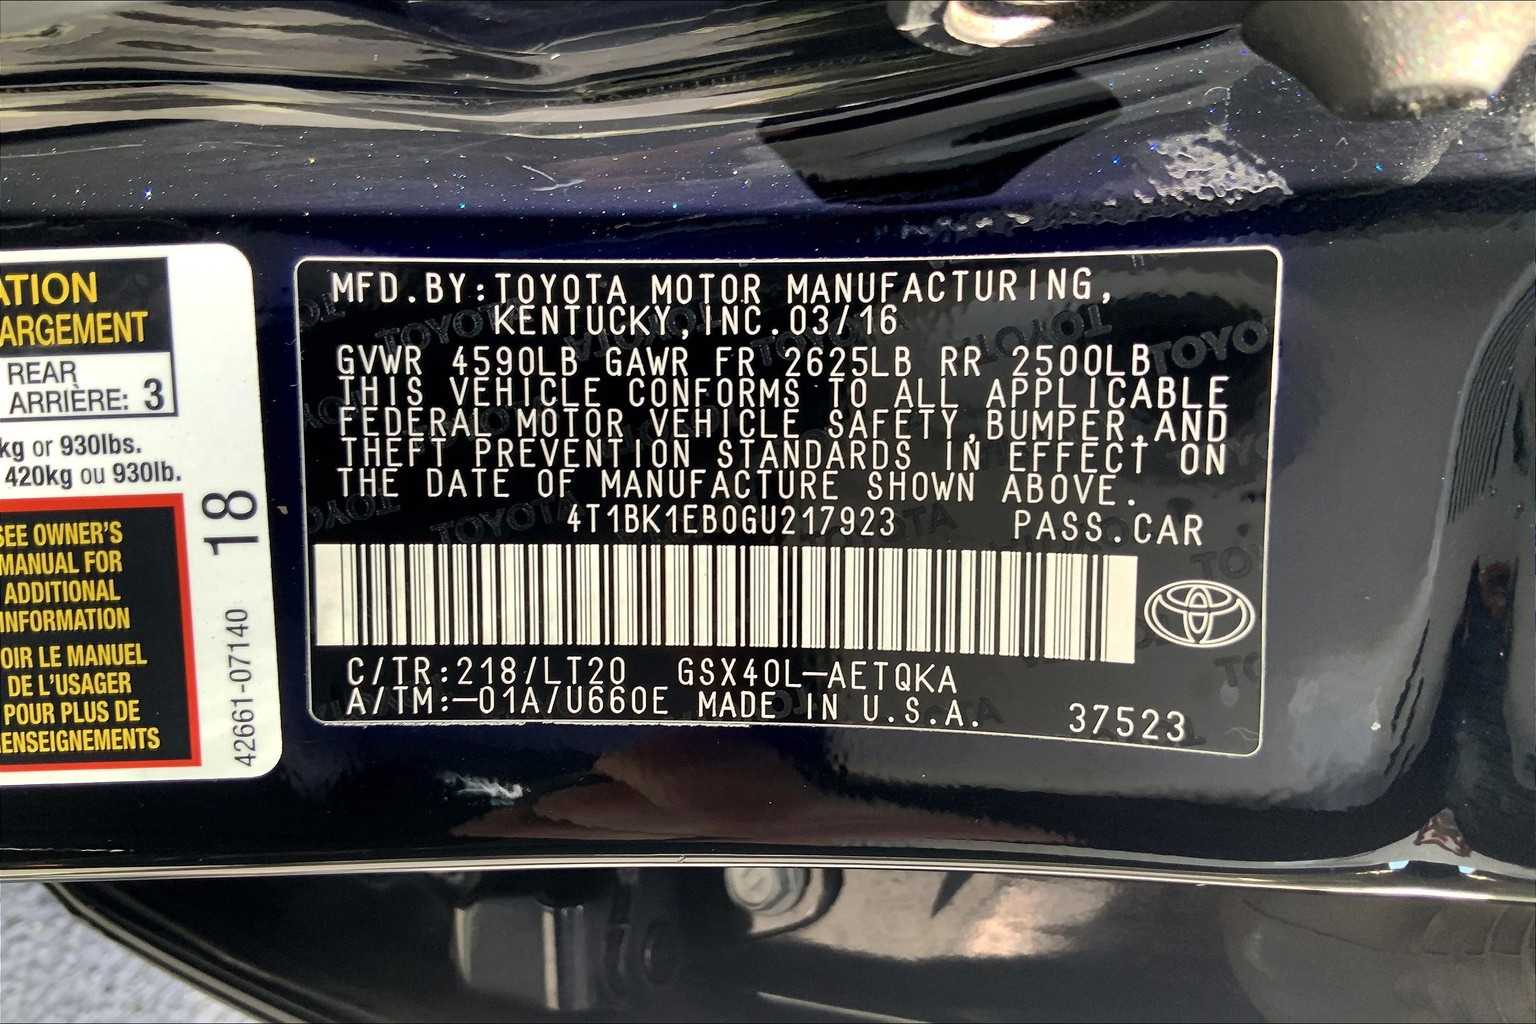 ATION
ARGEMENT
REAR
ARRIÈRE: 3
kg or 930lbs.
420kg ou 930lb.
SEE OWNER'S
MANUAL FOR
ADDITIONAL
INFORMATION
OIR LE MANUEL
DE L'USAGER
POUR PLUS DE
ENSEIGNEMENTS
18
42661-07140
MFD.BY:TOYOTA MOTOR MANUFACTURING,
KENTUCKY,INC.03/16
GVWR 4590LB GAWR FR 2625LB RR 2500LB
THIS VEHICLE CONFORMS TO ALL APPLICABLE
FEDERAL MOTOR VEHICLE SAFETY,BUMPER,AND
THEFT PREVENTION STANDARDS IN EFFECT ON
THE DATE OF MANUFACTURE SHOWN ABOVE.
4T1BK1EB0GU217923 PASS.CAR
C/TR:218/LT20 GSX40L-AETQKA
A/TM:-01A/U660E MADE IN U.S.A. 37523